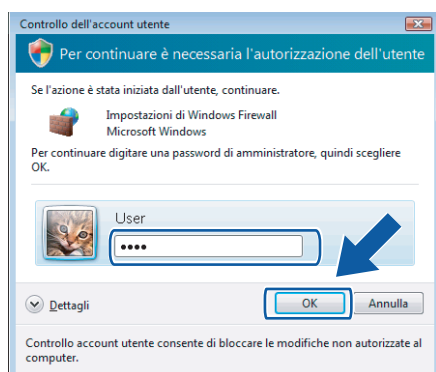 Controllo dell'account utente
Per continuare è necessaria l'autorizzazione dell'utente
Se l'azione è stata iniziata dall'utente, continuare.
Impostazioni di Windows Firewall
Microsoft Windows
Per continuare digitare una password di amministratore, quindi scegliere
OK.
User
••••
Dettagli
OK Annulla
Controllo account utente consente di bloccare le modifiche non autorizzate al
computer.